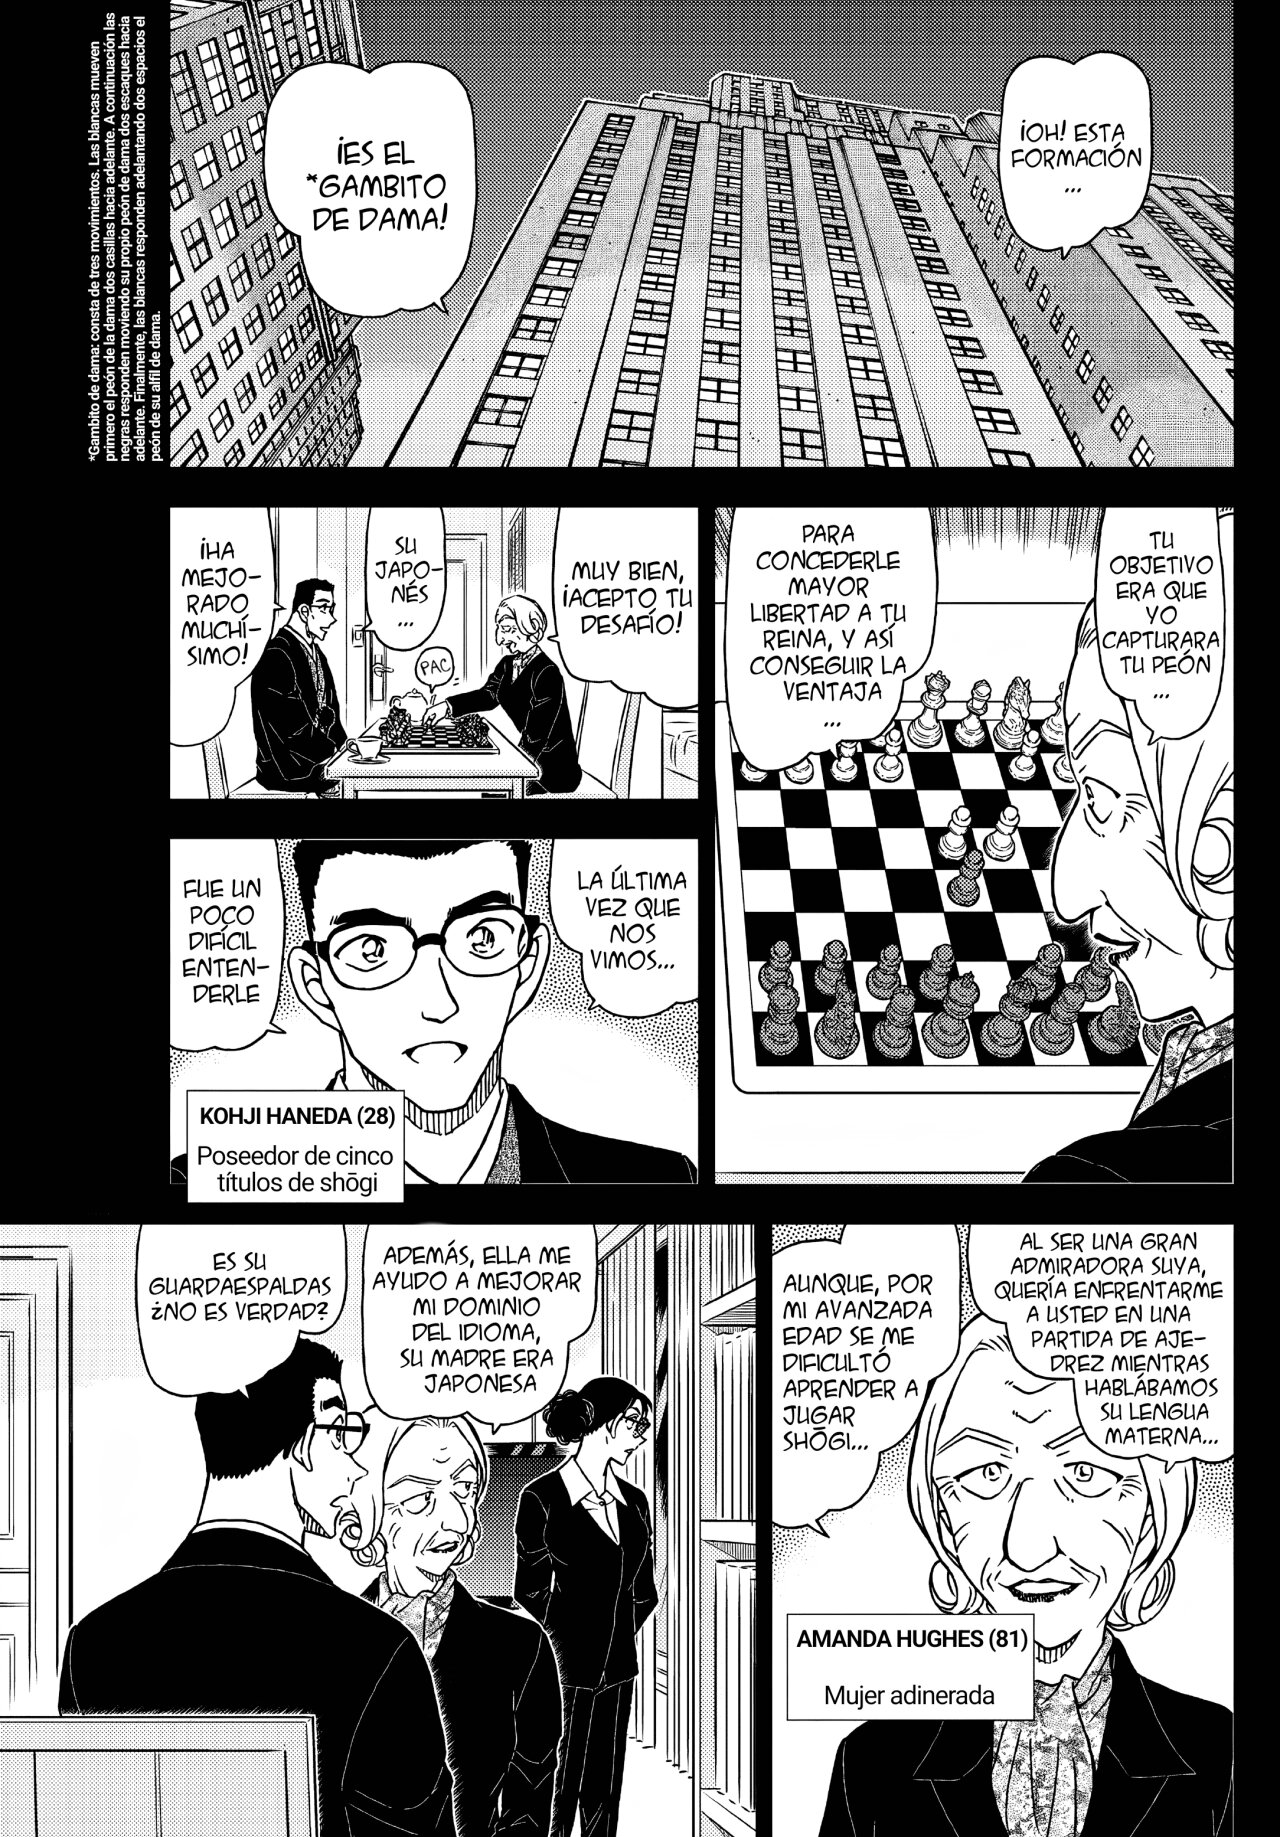 ¡OH! ESTA
FORMACIÓN
...
¡ES EL
*GAMBITO
DE DAMA!
*Gambito de dama: consta de tres movimientos. Las blancas mueven
primero el peón de la dama dos casillas hacia adelante. A continuación las
negras responden moviendo su propio peón de dama dos escaques hacia
adelante. Finalmente, las blancas responden adelantando dos espacios el
peón de su alfil de dama.
TU
OBJETIVO
ERA QUE
YO
CAPTURARA
TU PEÓN
...
PARA
CONCEDERLE
MAYOR
LIBERTAD A TU
REINA, Y ASÍ
CONSEGUIR LA
VENTAJA
...
MUY BIEN,
¡ACEPTO TU
DESAFÍO!
PAC
SU
JAPO-
NÉS
...
¡HA
MEJO-
RADO
MUCHÍ-
SIMO!
LA ÚLTIMA
VEZ QUE
NOS
VIMOS...
FUE UN
POCO
DIFÍCIL
ENTEN-
DERLE
KOHJI HANEDA (28)
Poseedor de cinco
títulos de shōgi
AL SER UNA GRAN
ADMIRADORA SUYA,
QUERÍA ENFRENTARME
A USTED EN UNA
PARTIDA DE AJE-
DREZ MIENTRAS
HABLÁBAMOS
SU LENGUA
MATERNA...
AUNQUE, POR
MI AVANZADA
EDAD SE ME
DIFICULTÓ
APRENDER A
JUGAR
SHŌGI...
AMANDA HUGHES (81)
Mujer adinerada
ADEMÁS, ELLA ME
AYUDO A MEJORAR
MI DOMINIO
DEL IDIOMA,
SU MADRE ERA
JAPONESA
ES SU
GUARDAESPALDAS
¿NO ES VERDAD?